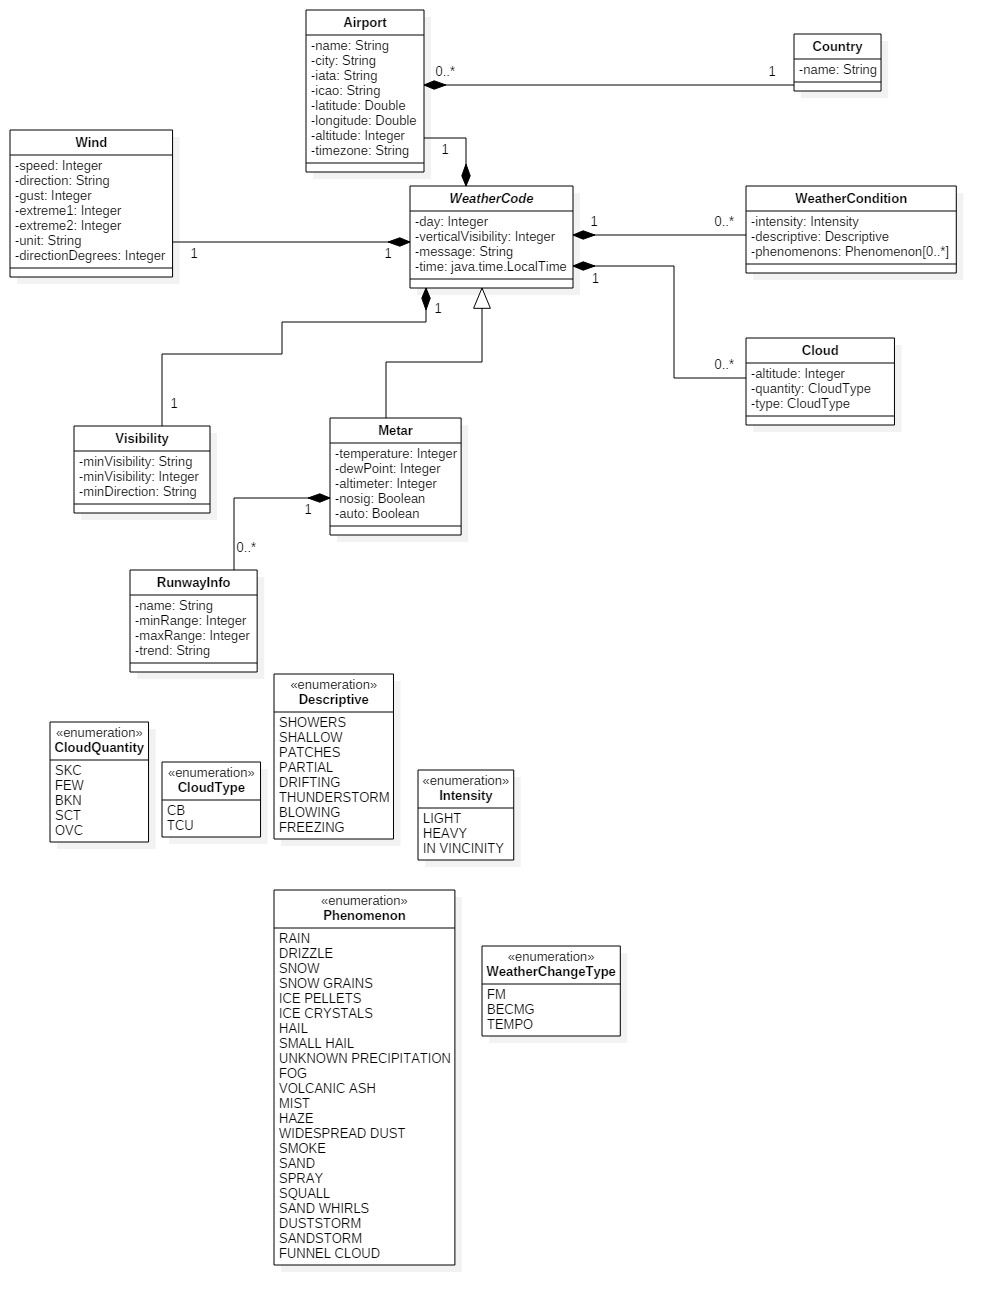 Airport
-name: String
-city: String
-iata: String
-icao: String
-latitude: Double
-longitude: Double
-altitude: Integer
-timezone: String
0..*
1
Country
-name: String
1
Wind
-speed: Integer
-direction: String
-gust: Integer
-extreme1: Integer
-extreme2: Integer
-unit: String
-directionDegrees: Integer
1
1
WeatherCode
-day: Integer
-verticalVisibility: Integer
-message: String
-time: java.time.LocalTime
1
0..*
WeatherCondition
-intensity: Intensity
-descriptive: Descriptive
-phenomenons: Phenomenon[0..*]
1
0..*
Cloud
-altitude: Integer
-quantity: CloudType
-type: CloudType
1
1
Visibility
-minVisibility: String
-minVisibility: Integer
-minDirection: String
Metar
-temperature: Integer
-dewPoint: Integer
-altimeter: Integer
-nosig: Boolean
-auto: Boolean
1
0..*
RunwayInfo
-name: String
-minRange: Integer
-maxRange: Integer
-trend: String
«enumeration»
CloudQuantity
SKC
FEW
BKN
SCT
OVC
«enumeration»
CloudType
CB
TCU
«enumeration»
Descriptive
SHOWERS
SHALLOW
PATCHES
PARTIAL
DRIFTING
THUNDERSTORM
BLOWING
FREEZING
«enumeration»
Intensity
LIGHT
HEAVY
IN VINCINITY
«enumeration»
Phenomenon
RAIN
DRIZZLE
SNOW
SNOW GRAINS
ICE PELLETS
ICE CRYSTALS
HAIL
SMALL HAIL
UNKNOWN PRECIPITATION
FOG
VOLCANIC ASH
MIST
HAZE
WIDESPREAD DUST
SMOKE
SAND
SPRAY
SQUALL
SAND WHIRLS
DUSTSTORM
SANDSTORM
FUNNEL CLOUD
«enumeration»
WeatherChangeType
FM
BECMG
TEMPO